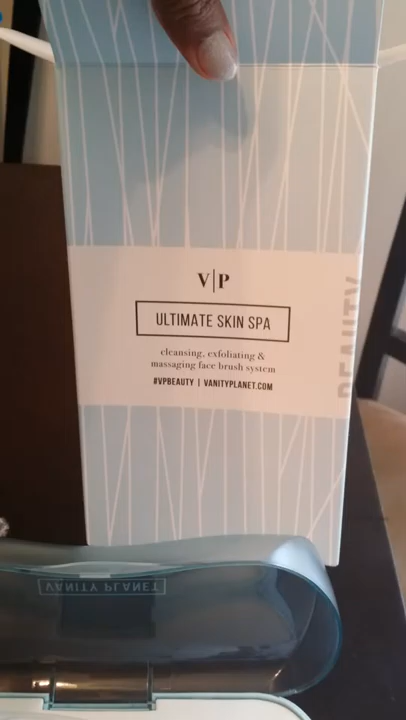 V|P
ULTIMATE SKIN SPA
cleansing, exfoliating &
massaging face brush system
#VPBEAUTY | VANITYPLANET.COM
BEAUTY
VANITY PLANET